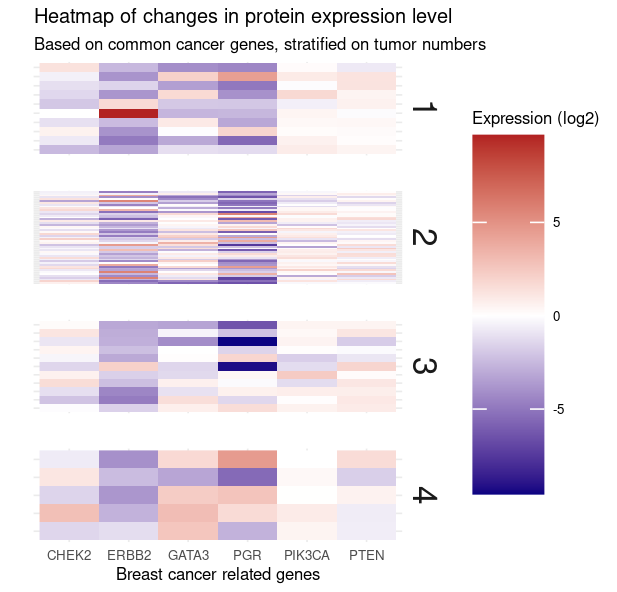 Heatmap of changes in protein expression level
Based on common cancer genes, stratified on tumor numbers
1
2
3
4
Expression (log2)
5
0
-5
CHEK2 ERBB2 GATA3 PGR PIK3CA PTEN
Breast cancer related genes